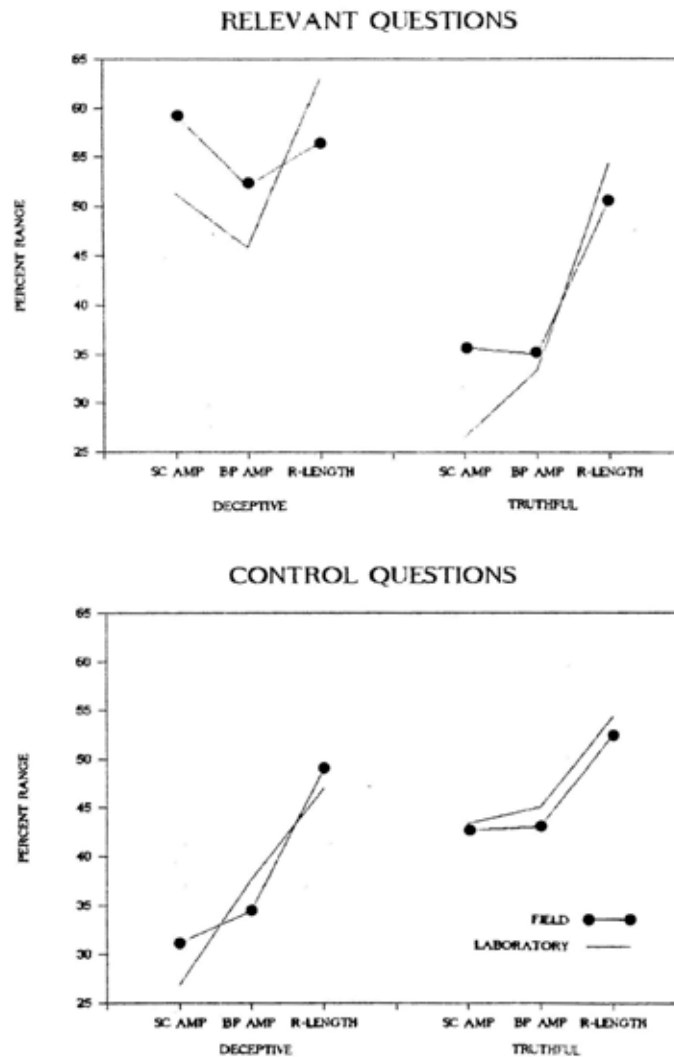 RELEVANT QUESTIONS
65
60
55
50
45
40
35
30
25
PERCENT RANGE
SC AMP BP AMP R-LENGTH SC AMP BP AMP R-LENGTH
DECEPTIVE TRUTHFUL
CONTROL QUESTIONS
65
60
55
50
45
40
35
30
25
PERCENT RANGE
FIELD
LABORATORY
SC AMP BP AMP R-LENGTH SC AMP BP AMP R-LENGTH
DECEPTIVE TRUTHFUL